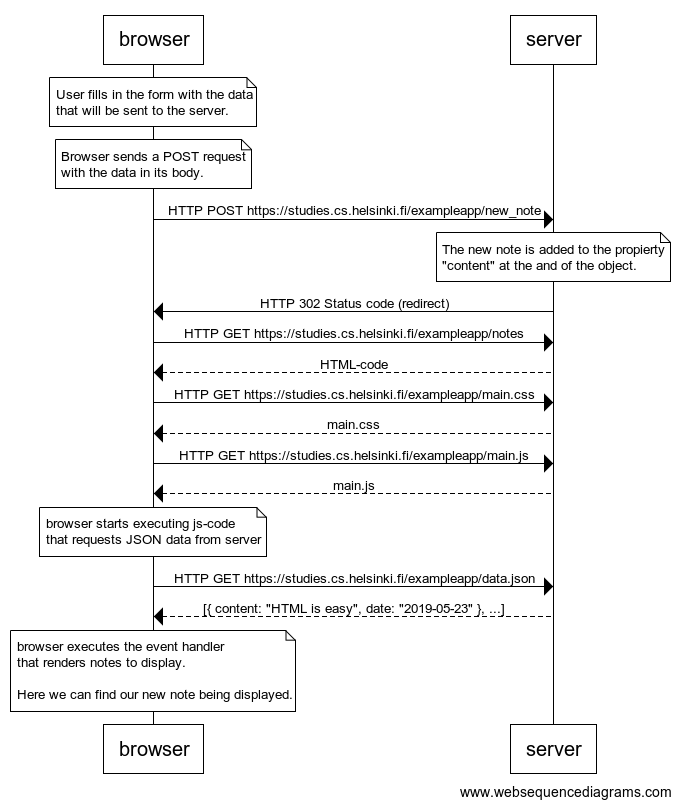 browser
server
User fills in the form with the data
that will be sent to the server.
Browser sends a POST request
with the data in its body.
HTTP POST https://studies.cs.helsinki.fi/exampleapp/new_note
The new note is added to the propierty
"content" at the and of the object.
HTTP 302 Status code (redirect)
HTTP GET https://studies.cs.helsinki.fi/exampleapp/notes
HTML-code
HTTP GET https://studies.cs.helsinki.fi/exampleapp/main.css
main.css
HTTP GET https://studies.cs.helsinki.fi/exampleapp/main.js
main.js
browser starts executing js-code
that requests JSON data from server
HTTP GET https://studies.cs.helsinki.fi/exampleapp/data.json
[{ content: "HTML is easy", date: "2019-05-23" }, ...]
browser executes the event handler
that renders notes to display.
Here we can find our new note being displayed.
browser
server
www.websequencediagrams.com